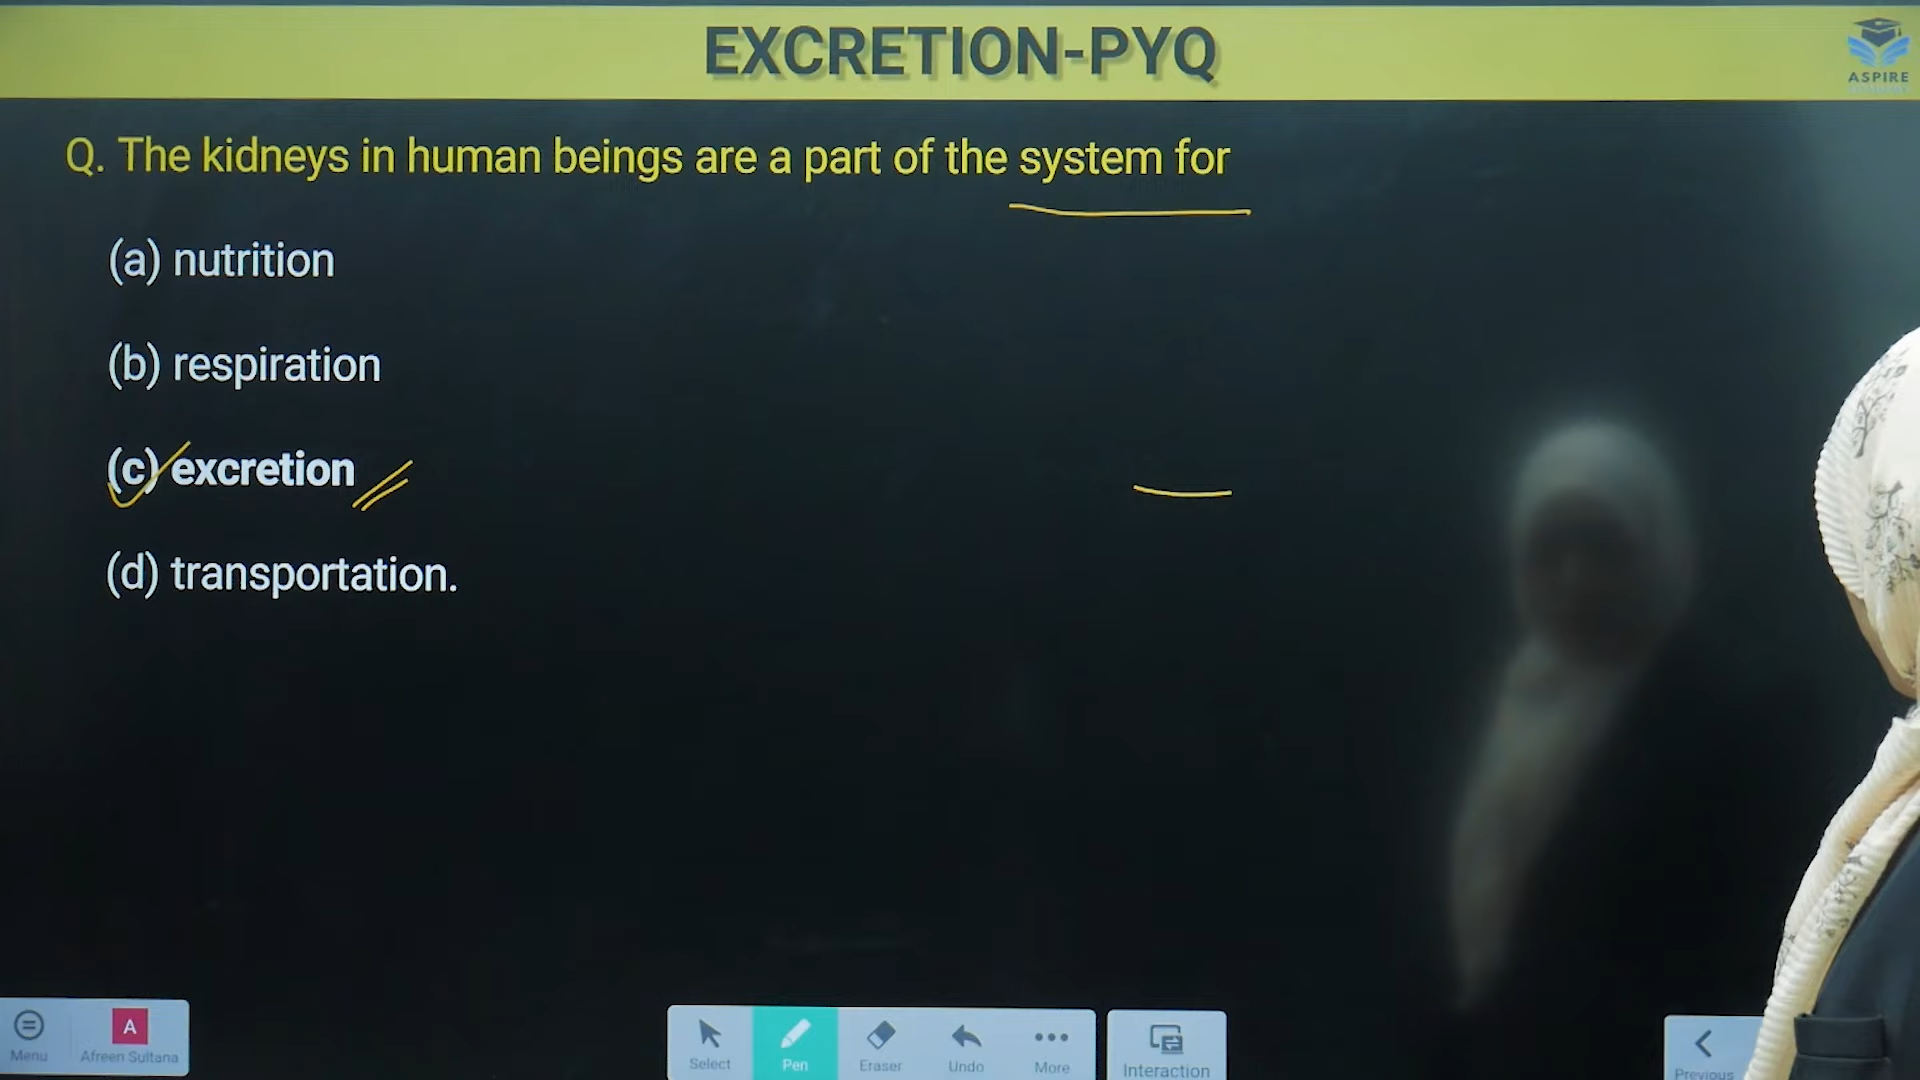 EXCRETION-PYQ
ASPIRE
Q. The kidneys in human beings are a part of the system for
(a) nutrition
(b) respiration
(c) excretion
(d) transportation.
Menu
A
Afreen Sultana
Select
Pen
Eraser
Undo
More
Interaction
Previous